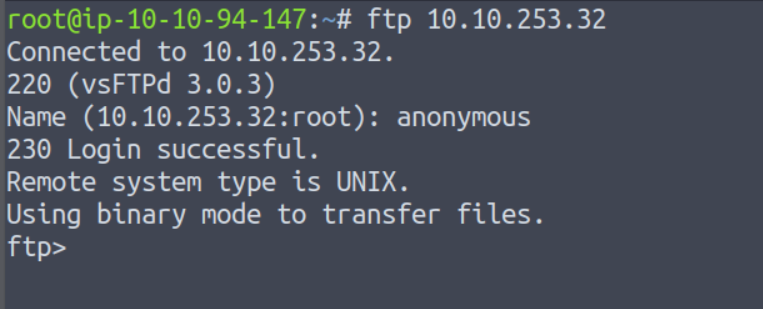 root@ip-10-10-94-147:~# ftp 10.10.253.32
Connected to 10.10.253.32.
220 (vsFTPd 3.0.3)
Name (10.10.253.32:root): anonymous
230 Login successful.
Remote system type is UNIX.
Using binary mode to transfer files.
ftp>